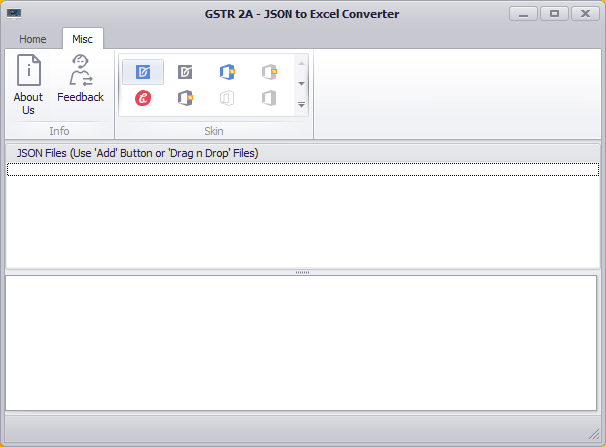 GSTR 2A - JSON to Excel Converter
Home Misc
About
Us
Feedback
Info
Skin
JSON Files (Use 'Add' Button or 'Drag n Drop' Files)